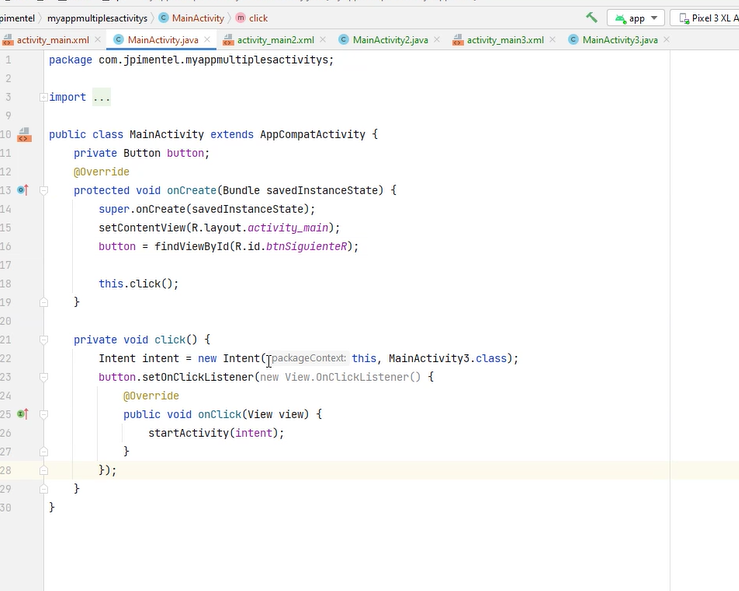 pimentel myappmultiplesactivitys MainActivity click app Pixel 3 XL A
activity_main.xml MainActivity.java activity_main2.xml MainActivity2.java activity_main3.xml MainActivity3.java
1 package com.jpimentel.myappmultiplesactivitys;
2
3 import ...
9
10 public class MainActivity extends AppCompatActivity {
11 private Button button;
12 @Override
13 protected void onCreate(Bundle savedInstanceState) {
14 super.onCreate(savedInstanceState);
15 setContentView(R.layout.activity_main);
16 button = findViewById(R.id.btnSiguienteR);
17
18 this.click();
19 }
20
21 private void click() {
22 Intent intent = new Intent( packageContext: this, MainActivity3.class);
23 button.setOnClickListener(new View.OnClickListener() {
24 @Override
25 public void onClick(View view) {
26 startActivity(intent);
27 }
28 });
29 }
30 }